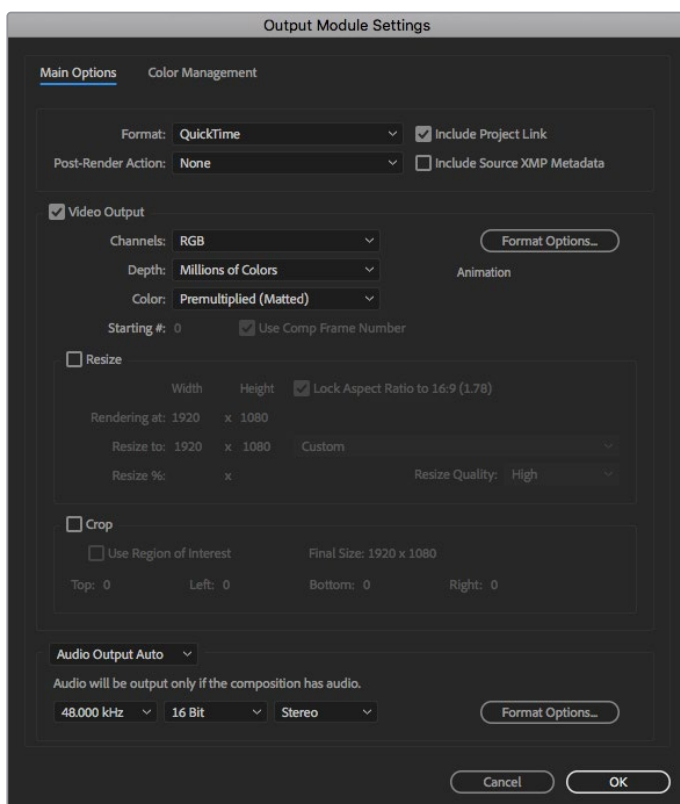 Output Module Settings
Main Options Color Management
Format: QuickTime Include Project Link
Post-Render Action: None Include Source XMP Metadata
Video Output
Channels: RGB Format Options...
Depth: Millions of Colors Animation
Color: Premultiplied (Matted)
Starting #: 0 Use Comp Frame Number
Resize
Width Height Lock Aspect Ratio to 16:9 (1.78)
Rendering at: 1920 x 1080
Resize to: 1920 x 1080 Custom
Resize %: x Resize Quality: High
Crop
Use Region of Interest Final Size: 1920 x 1080
Top: 0 Left: 0 Bottom: 0 Right: 0
Audio Output Auto
Audio will be output only if the composition has audio.
48.000 kHz 16 Bit Stereo Format Options...
Cancel OK